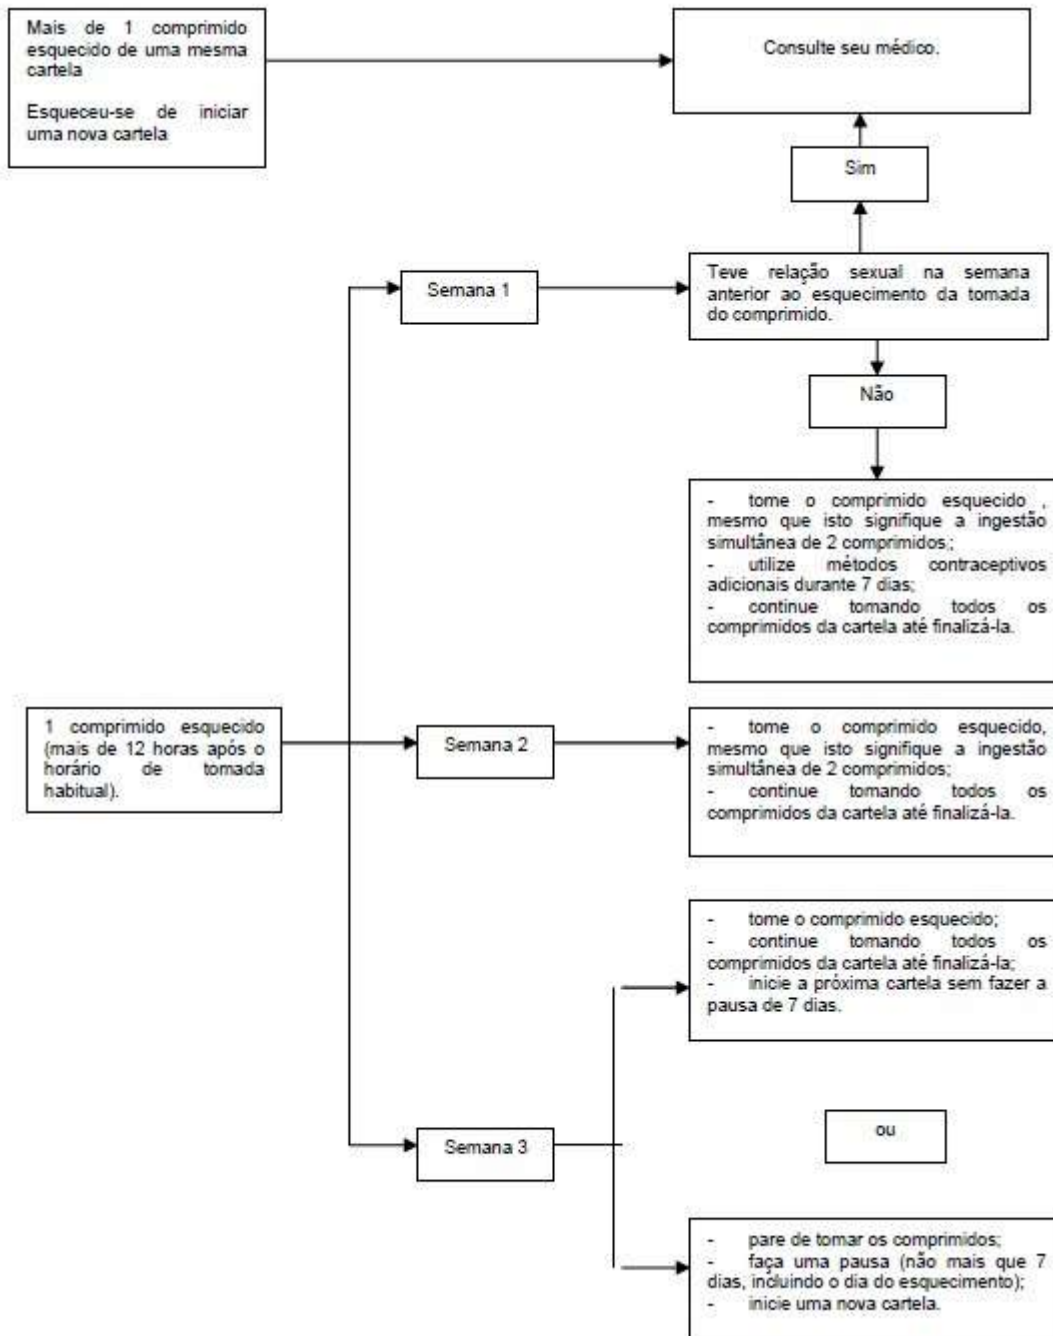 Mais de 1 comprimido
esquecido de uma mesma
cartela
Esqueceu-se de iniciar
uma nova cartela
Consulte seu médico.
Sim
Semana 1
Teve relação sexual na semana
anterior ao esquecimento da tomada
do comprimido.
Não
- tome o comprimido esquecido ,
mesmo que isto signifique a ingestão
simultânea de 2 comprimidos;
- utilize métodos contraceptivos
adicionais durante 7 dias;
- continue tomando todos os
comprimidos da cartela até finalizá-la.
1 comprimido esquecido
(mais de 12 horas após o
horário de tomada
habitual).
Semana 2
- tome o comprimido esquecido,
mesmo que isto signifique a ingestão
simultânea de 2 comprimidos;
- continue tomando todos os
comprimidos da cartela até finalizá-la.
Semana 3
- tome o comprimido esquecido;
- continue tomando todos os
comprimidos da cartela até finalizá-la;
- inicie a próxima cartela sem fazer a
pausa de 7 dias.
ou
- pare de tomar os comprimidos;
- faça uma pausa (não mais que 7
dias, incluindo o dia do esquecimento);
- inicie uma nova cartela.